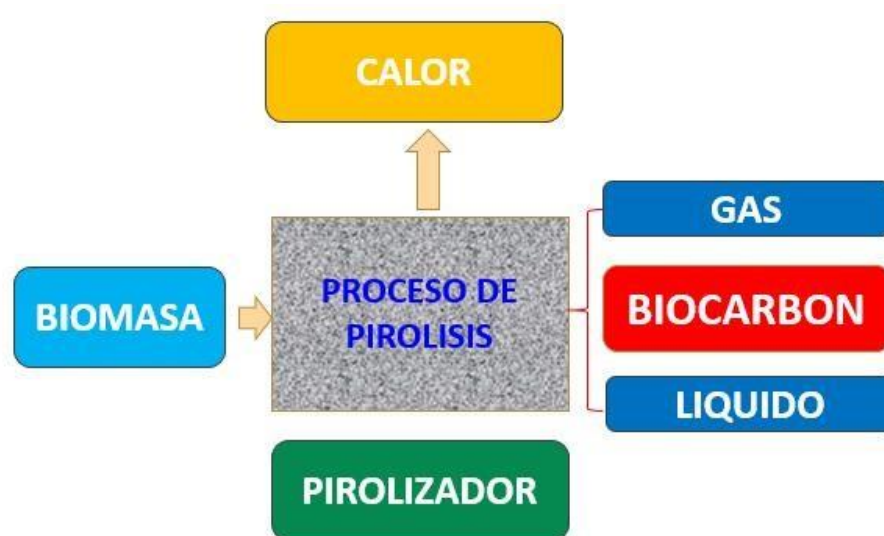 CALOR
BIOMASA
PROCESO DE
PIROLISIS
GAS
BIOCARBON
LIQUIDO
PIROLIZADOR